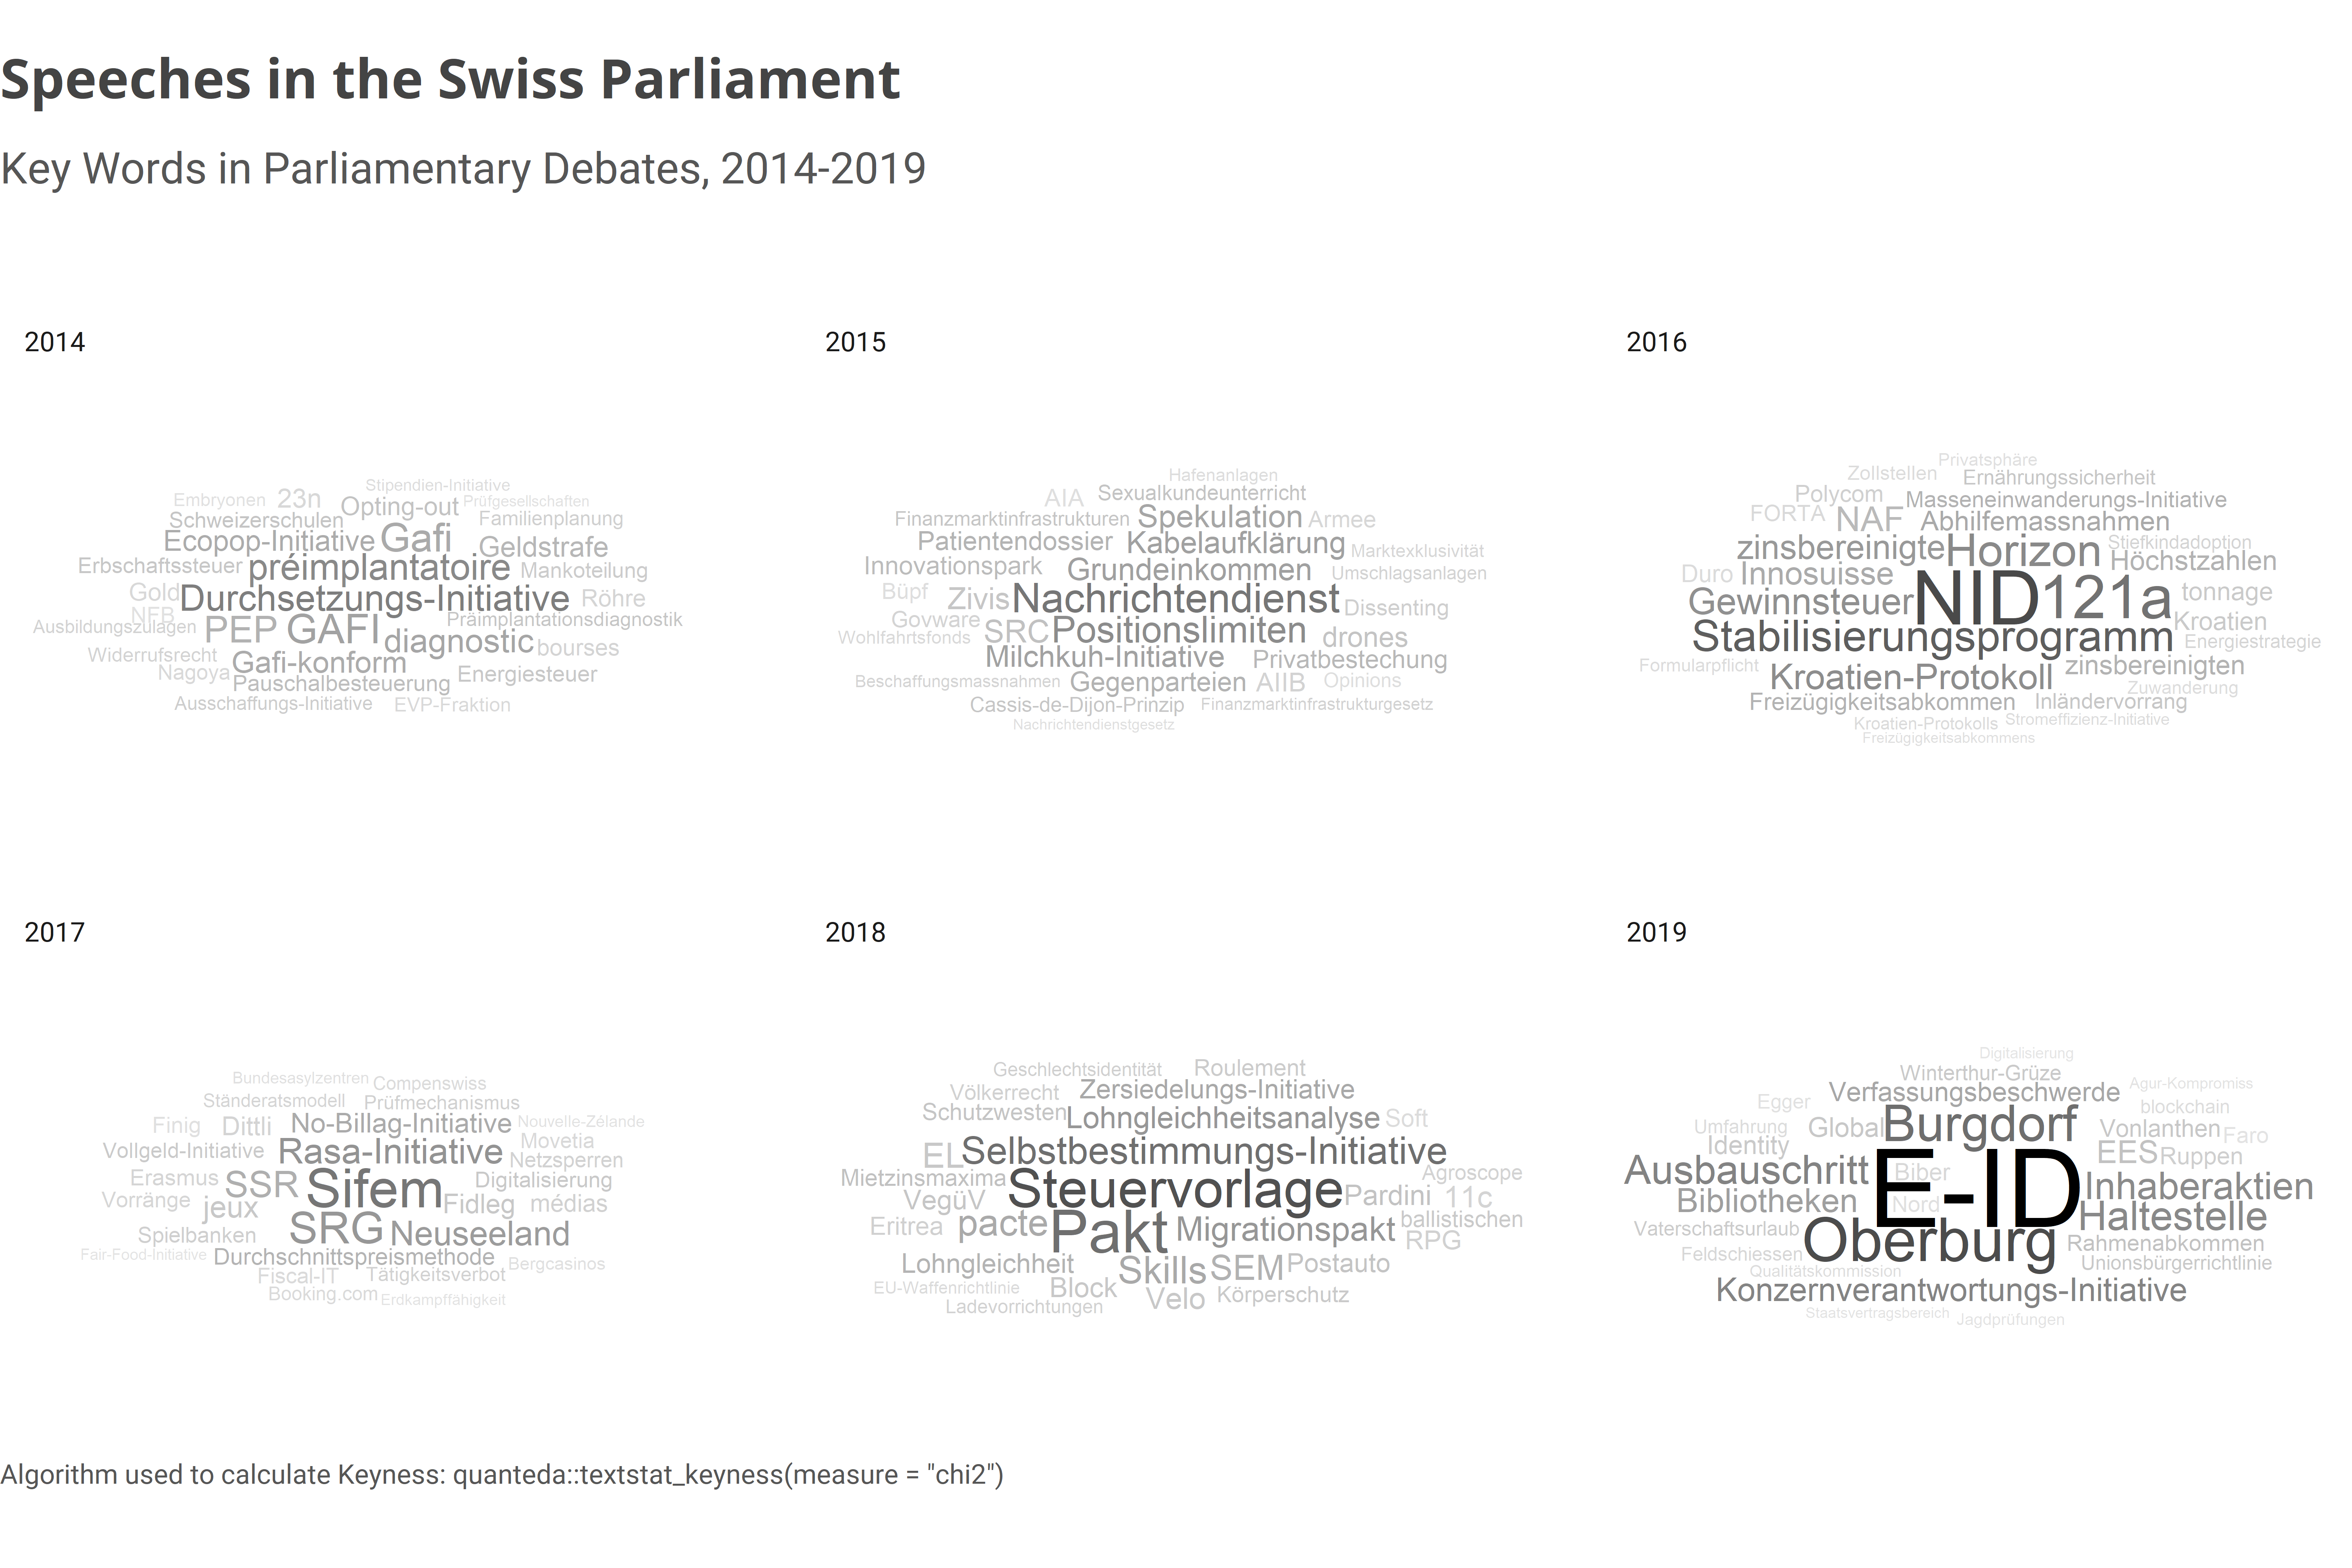 Speeches in the Swiss Parliament
Key Words in Parliamentary Debates, 2014-2019
2014
Stipendien-Initiative
Embryonen 23n Opting-out Prüfgesellschaften
Schweizerschulen Familienplanung
Ecopop-Initiative Gafi Geldstrafe
Erbschaftssteuer préimplantatoire Mankoteilung
Gold Durchsetzungs-Initiative Röhre
NFB Präimplantationsdiagnostik
Ausbildungszulagen PEP GAFI diagnostic bourses
Widerrufsrecht Gafi-konform
Nagoya Pauschalbesteuerung Energiesteuer
Ausschaffungs-Initiative EVP-Fraktion
2015
Hafenanlagen
AIA Sexualkundeunterricht
Finanzmarktinfrastrukturen Spekulation Armee
Patientendossier Kabelaufklärung Marktexklusivität
Innovationspark Grundeinkommen Umschlagsanlagen
Büpf Zivis Nachrichtendienst Dissenting
Govware
Wohlfahrtsfonds SRC Positionslimiten drones
Milchkuh-Initiative Privatbestechung
Beschaffungsmassnahmen Gegenparteien AIIB Opinions
Cassis-de-Dijon-Prinzip Finanzmarktinfrastrukturgesetz
Nachrichtendienstgesetz
2016
Privatsphäre
Zollstellen Ernährungssicherheit
Polycom Masseneinwanderungs-Initiative
FORTA NAF Abhilfemassnahmen
zinsbereinigte Horizon Stiefkindadoption
Höchstzahlen
Duro Innosuisse
Gewinnsteuer NID 121a tonnage
Kroatien
Stabilisierungsprogramm Energiestrategie
Formularpflicht zinsbereinigten
Kroatien-Protokoll Zuwanderung
Freizügigkeitsabkommen Inländervorrang
Kroatien-Protokolls Stromeffizienz-Initiative
Freizügigkeitsabkommens
2017
Bundesasylzentren Compenswiss
Ständeratsmodell Prüfmechanismus
Finig Dittli No-Billag-Initiative Nouvelle-Zélande
Vollgeld-Initiative Rasa-Initiative Movetia
Netzsperren
Erasmus SSR Sifem Digitalisierung
Vorränge jeux Fidleg médias
Spielbanken SRG Neuseeland
Fair-Food-Initiative Durchschnittspreismethode Bergcasinos
Fiscal-IT Tätigkeitsverbot
Booking.com Erdkampffähigkeit
2018
Geschlechtsidentität Roulement
Völkerrecht Zersiedelungs-Initiative
Schutzwesten Lohngleichheitsanalyse Soft
EL Selbstbestimmungs-Initiative
Mietzinsmaxima Agroscope
VegüV Steuervorlage Pardini 11c
Eritrea pacte Pakt Migrationspakt ballistischen
RPG
Lohngleichheit Skills SEM Postauto
EU-Waffenrichtlinie Block
Ladevorrichtungen Velo Körperschutz
2019
Digitalisierung
Winterthur-Grüze
Verfassungsbeschwerde Agur-Kompromiss
Egger blockchain
Umfahrung Global Burgdorf Vonlanthen Faro
Identity EES Ruppen
Ausbauschritt Biber
E-ID Inhaberaktien
Bibliotheken Nord
Vaterschaftsurlaub Haltestelle
Feldschiessen Oberburg Rahmenabkommen
Qualitätskommission Unionsbürgerrichtlinie
Konzernverantwortungs-Initiative
Staatsvertragsbereich Jagdprüfungen
Algorithm used to calculate Keyness: quanteda::textstat_keyness(measure = "chi2")